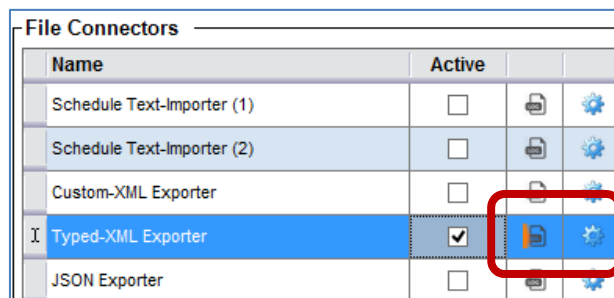 File Connectors
Name Active
Schedule Text-Importer (1)
Schedule Text-Importer (2)
Custom-XML Exporter
Typed-XML Exporter
JSON Exporter